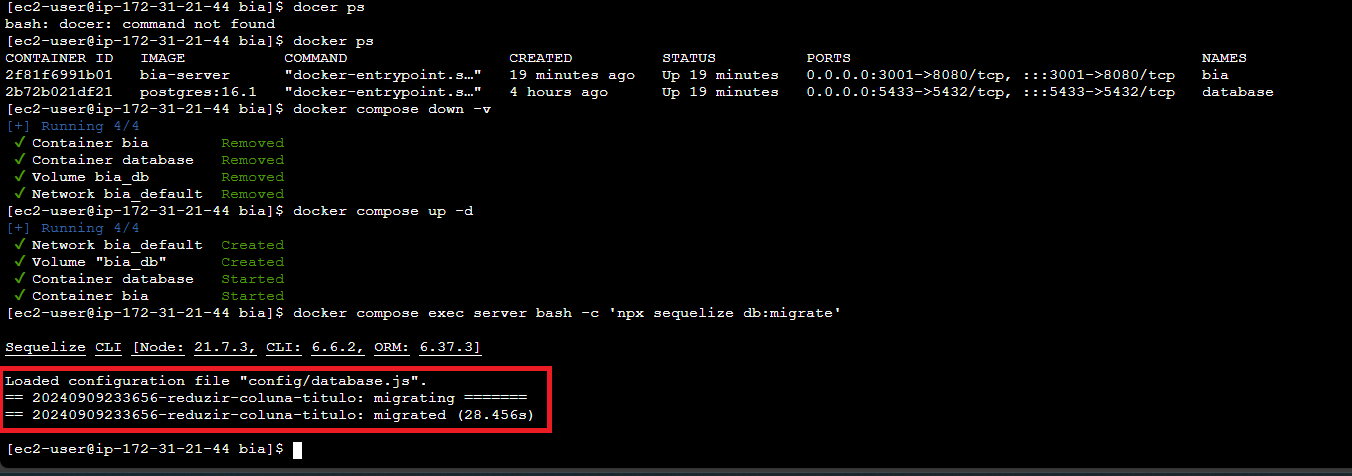 [ec2-user@ip-172-31-21-44 bia]$ docer ps
bash: docer: command not found
[ec2-user@ip-172-31-21-44 bia]$ docker ps
CONTAINER ID   IMAGE           COMMAND                  CREATED          STATUS          PORTS                                       NAMES
2f81f6991b01   bia-server      "docker-entrypoint.s…"   19 minutes ago   Up 19 minutes   0.0.0.0:3001->8080/tcp, :::3001->8080/tcp   bia
2b72b021df21   postgres:16.1   "docker-entrypoint.s…"   4 hours ago      Up 19 minutes   0.0.0.0:5433->5432/tcp, :::5433->5432/tcp   database
[ec2-user@ip-172-31-21-44 bia]$ docker compose down -v
[+] Running 4/4
 ✓ Container bia        Removed
 ✓ Container database   Removed
 ✓ Volume bia_db        Removed
 ✓ Network bia_default  Removed
[ec2-user@ip-172-31-21-44 bia]$ docker compose up -d
[+] Running 4/4
 ✓ Network bia_default  Created
 ✓ Volume "bia_db"      Created
 ✓ Container database   Started
 ✓ Container bia        Started
[ec2-user@ip-172-31-21-44 bia]$ docker compose exec server bash -c 'npx sequelize db:migrate'
Sequelize CLI [Node: 21.7.3, CLI: 6.6.2, ORM: 6.37.3]
Loaded configuration file "config/database.js".
== 20240909233656-reduzir-coluna-titulo: migrating =======
== 20240909233656-reduzir-coluna-titulo: migrated (28.456s)
[ec2-user@ip-172-31-21-44 bia]$